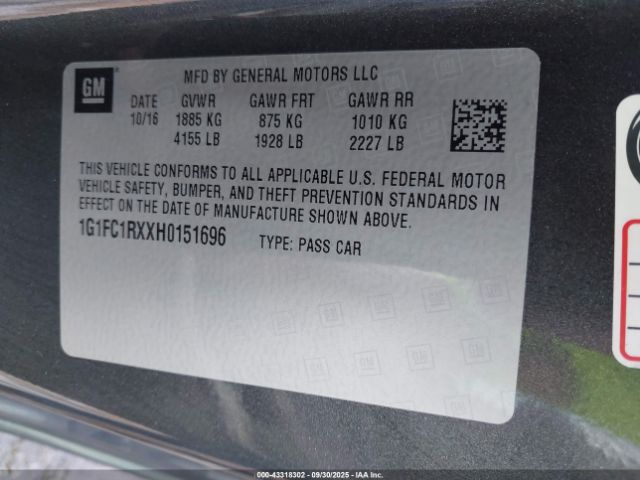 GM
MFD BY GENERAL MOTORS LLC
DATE GVWR GAWR FRT GAWR RR
10/16 1885 KG 875 KG 1010 KG
4155 LB 1928 LB 2227 LB
THIS VEHICLE CONFORMS TO ALL APPLICABLE U.S. FEDERAL MOTOR
VEHICLE SAFETY, BUMPER, AND THEFT PREVENTION STANDARDS IN
EFFECT ON THE DATE OF MANUFACTURE SHOWN ABOVE.
1G1FC1RXXH0151696 TYPE: PASS CAR
00-43318302 - 09/30/2025 - IAA Inc.